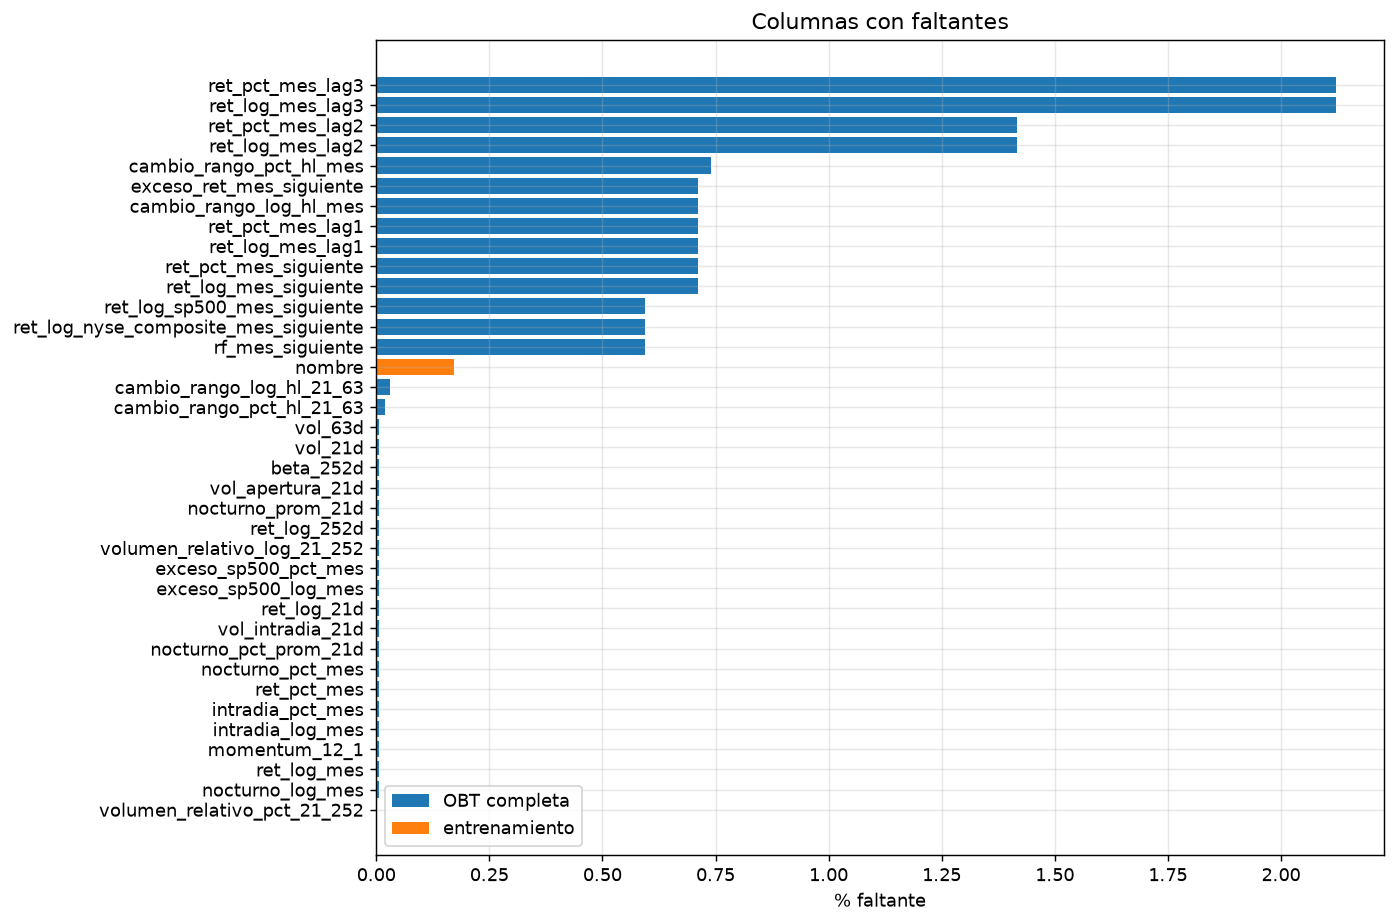 Columnas con faltantes
ret_pct_mes_lag3
ret_log_mes_lag3
ret_pct_mes_lag2
ret_log_mes_lag2
cambio_rango_pct_hl_mes
exceso_ret_mes_siguiente
cambio_rango_log_hl_mes
ret_pct_mes_lag1
ret_log_mes_lag1
ret_pct_mes_siguiente
ret_log_mes_siguiente
ret_log_sp500_mes_siguiente
ret_log_nyse_composite_mes_siguiente
rf_mes_siguiente
nombre
cambio_rango_log_hl_21_63
cambio_rango_pct_hl_21_63
vol_63d
vol_21d
beta_252d
vol_apertura_21d
nocturno_prom_21d
ret_log_252d
volumen_relativo_log_21_252
exceso_sp500_pct_mes
exceso_sp500_log_mes
ret_log_21d
vol_intradia_21d
nocturno_pct_prom_21d
nocturno_pct_mes
ret_pct_mes
intradia_pct_mes
intradia_log_mes
momentum_12_1
ret_log_mes
nocturno_log_mes
volumen_relativo_pct_21_252
OBT completa
entrenamiento
0.00 0.25 0.50 0.75 1.00 1.25 1.50 1.75 2.00
% faltante